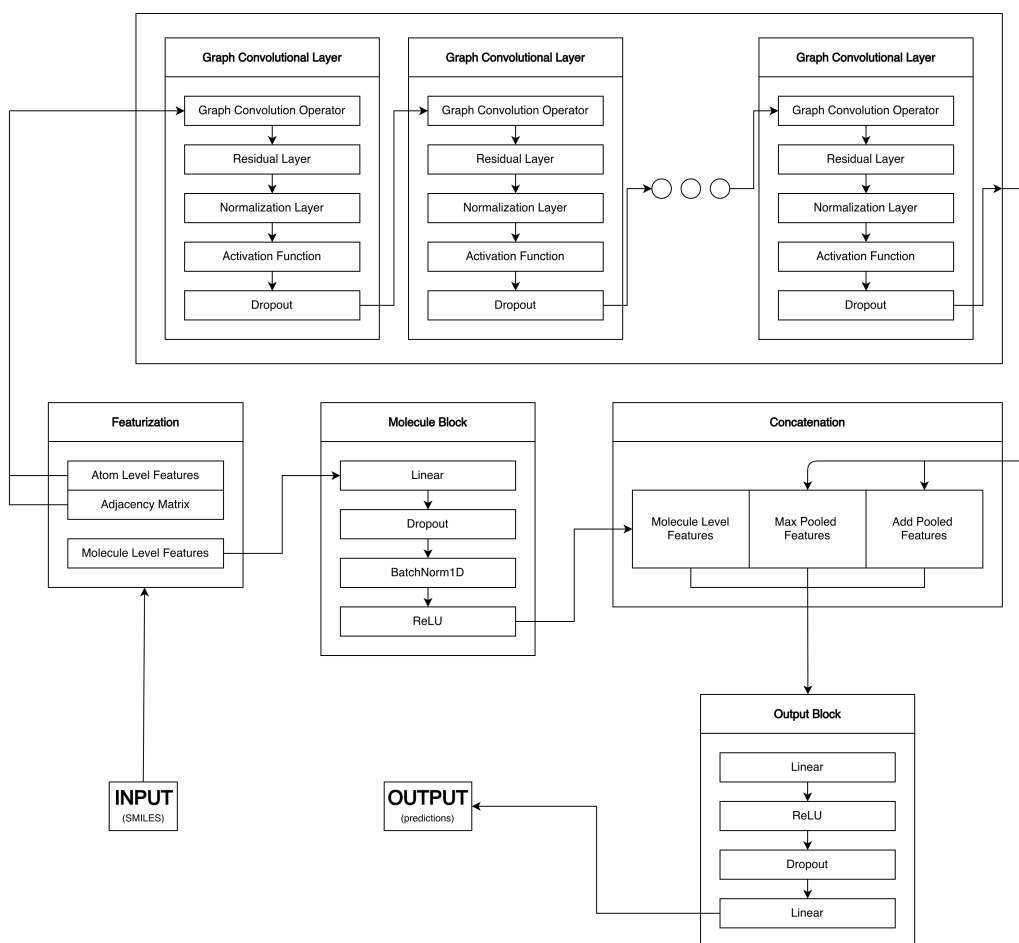 Graph Convolutional Layer
Graph Convolution Operator
Residual Layer
Normalization Layer
Activation Function
Dropout
Graph Convolutional Layer
Graph Convolution Operator
Residual Layer
Normalization Layer
Activation Function
Dropout
Graph Convolutional Layer
Graph Convolution Operator
Residual Layer
Normalization Layer
Activation Function
Dropout
Featurization
Atom Level Features
Adjacency Matrix
Molecule Level Features
Molecule Block
Linear
Dropout
BatchNorm1D
ReLU
Concatenation
Molecule Level
Features
Max Pooled
Features
Add Pooled
Features
Output Block
Linear
ReLU
Dropout
Linear
INPUT
(SMILES)
OUTPUT
(predictions)